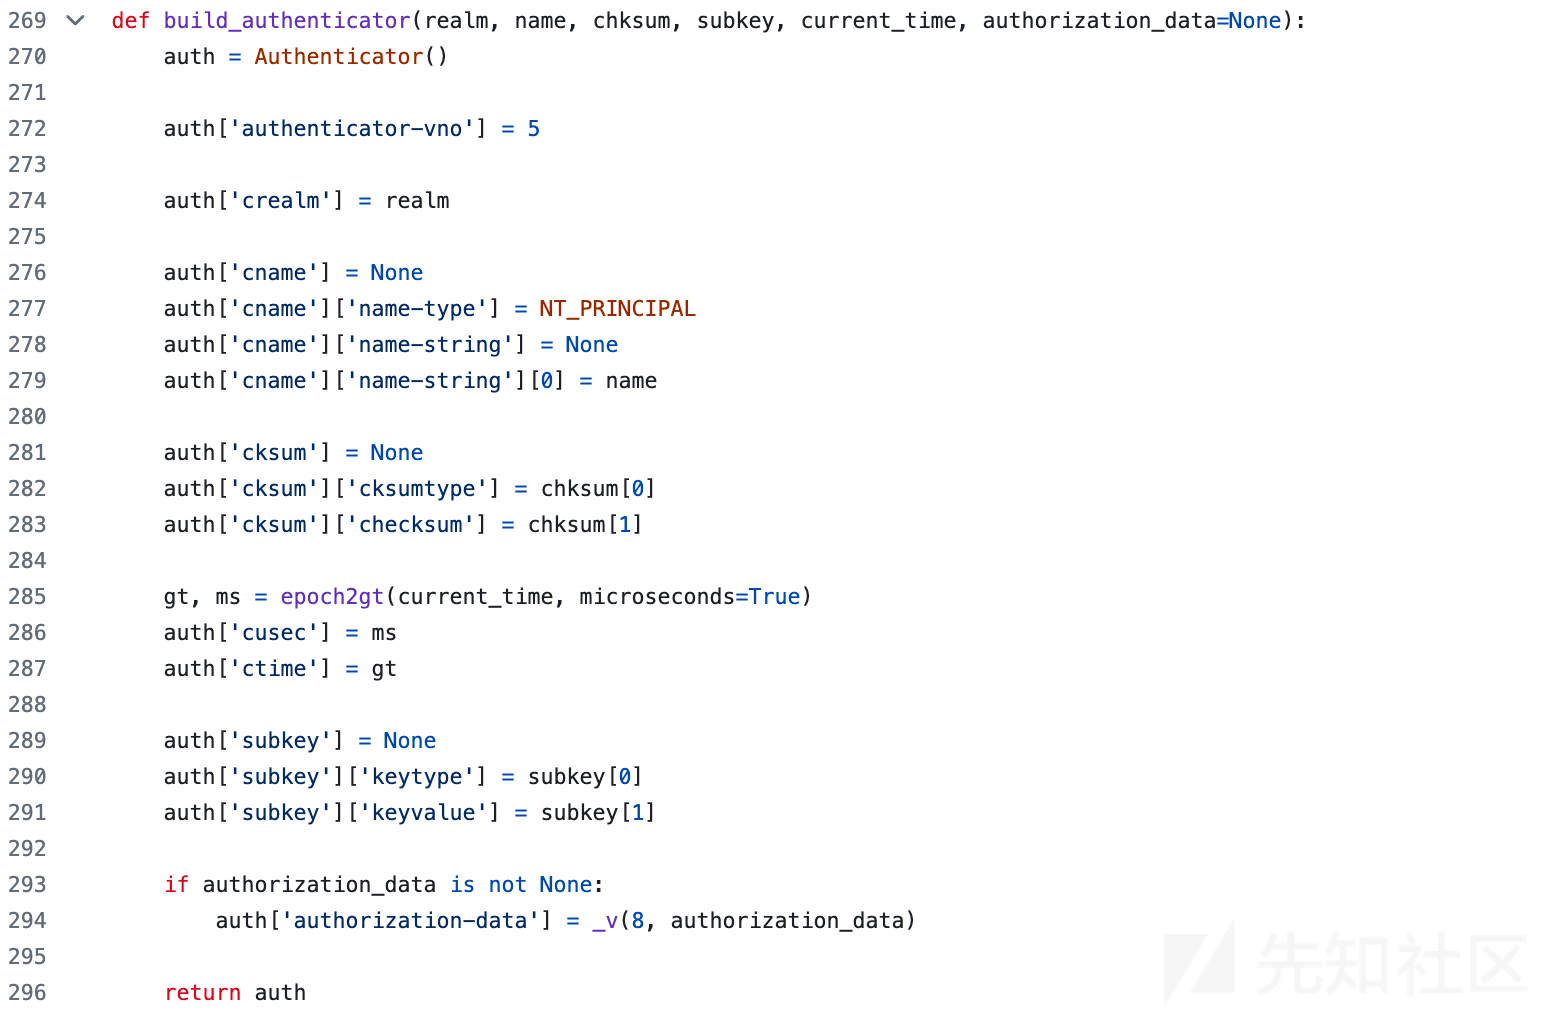 269 def build_authenticator(realm, name, chksum, subkey, current_time, authorization_data=None):
270     auth = Authenticator()
271
272     auth['authenticator-vno'] = 5
273
274     auth['crealm'] = realm
275
276     auth['cname'] = None
277     auth['cname']['name-type'] = NT_PRINCIPAL
278     auth['cname']['name-string'] = None
279     auth['cname']['name-string'][0] = name
280
281     auth['cksum'] = None
282     auth['cksum']['cksumtype'] = chksum[0]
283     auth['cksum']['checksum'] = chksum[1]
284
285     gt, ms = epoch2gt(current_time, microseconds=True)
286     auth['cusec'] = ms
287     auth['ctime'] = gt
288
289     auth['subkey'] = None
290     auth['subkey']['keytype'] = subkey[0]
291     auth['subkey']['keyvalue'] = subkey[1]
292
293     if authorization_data is not None:
294         auth['authorization-data'] = _v(8, authorization_data)
295
296     return auth
先知社区